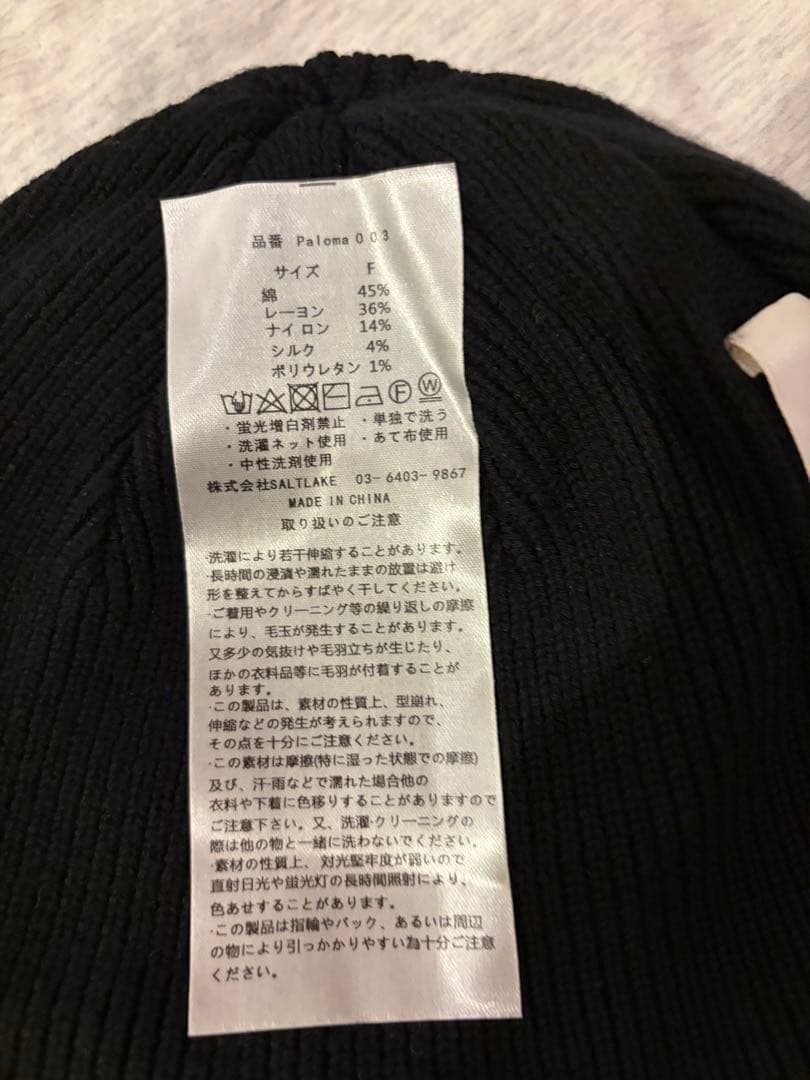 品番 Paloma003
サイズ F
綿 45%
レーヨン 36%
ナイロン 14%
シルク 4%
ポリウレタン 1%
F W
・蛍光増白剤禁止 ・単独で洗う
・洗濯ネット使用 ・あて布使用
・中性洗剤使用
株式会社SALTLAKE 03-6403-9867
MADE IN CHINA
取り扱いのご注意
・洗濯により若干伸縮することがあります。
・長時間の浸漬や濡れたままの放置は避け
形を整えてからすばやく干してください。
・ご着用やクリーニング等の繰り返しの摩擦
により、毛玉が発生することがあります。
又多少の気抜けや毛羽立ちが生じたり、
ほかの衣料品等に毛羽が付着することが
あります。
・この製品は、素材の性質上、型崩れ、
伸縮などの発生が考えられますので、
その点を十分にご注意ください。
・この素材は摩擦(特に湿った状態での摩擦)
及び、汗・雨などで濡れた場合他の
衣料や下着に色移りすることがありますので
ご注意下さい。又、洗濯・クリーニングの
際は他の物と一緒に洗わないでください。
・素材の性質上、対光堅牢度が弱いので
直射日光や蛍光灯の長時間照射により、
色あせすることがあります。
・この製品は指輪やバック、あるいは周辺
の物により引っかかりやすい為十分ご注意
ください。